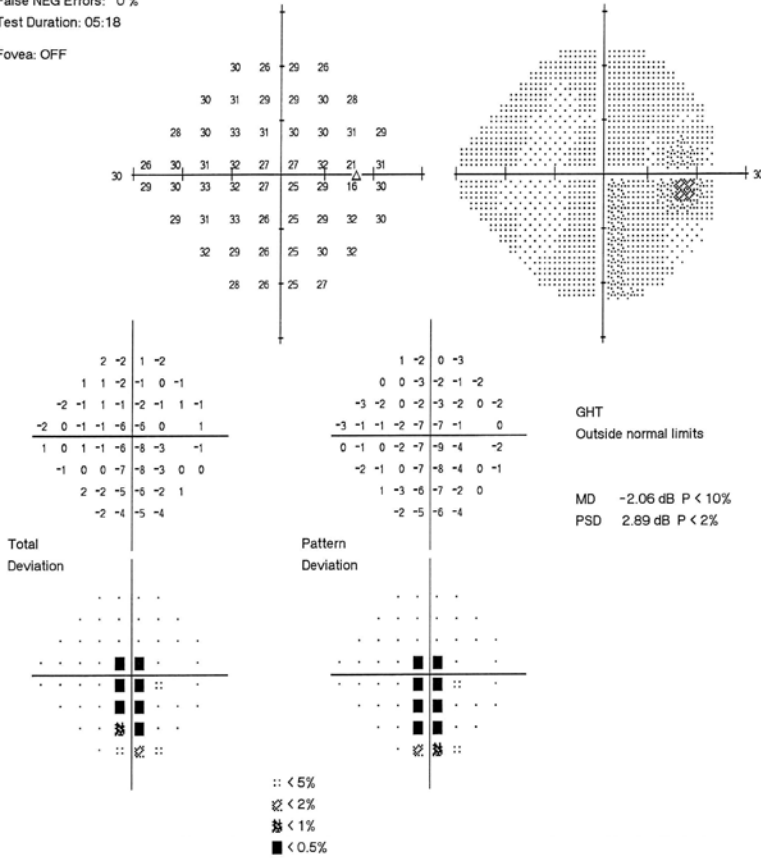 False NEG Errors: 0 %
Test Duration: 05:18
Fovea: OFF
30 26 29 26
30 31 29 29 30 28
28 30 33 31 30 30 31 29
26 30 31 32 27 27 32 21 31
30
29 30 33 32 27 25 29 16 30
29 31 33 26 25 29 32 30
32 29 26 25 30 32
28 26 25 27
30
2 -2 1 -2
1 1 -2 -1 0 -1
-2 -1 1 -1 -2 -1 1 -1
-2 0 -1 -1 -6 -6 0 1
1 0 1 -1 -6 -8 -3 -1
-1 0 0 -7 -8 -3 0 0
2 -2 -5 -6 -2 1
-2 -4 -5 -4
Total
Deviation
1 -2 0 -3
0 0 -3 -2 -1 -2
-3 -2 0 -2 -3 -2 0 -2
-3 -1 -1 -2 -7 -7 -1 0
0 -1 0 -2 -7 -9 -4 -2
-2 -1 0 -7 -8 -4 0 -1
1 -3 -6 -7 -2 0
-2 -5 -6 -4
Pattern
Deviation
GHT
Outside normal limits
MD -2.06 dB P < 10%
PSD 2.89 dB P < 2%
< 5%
< 2%
< 1%
< 0.5%